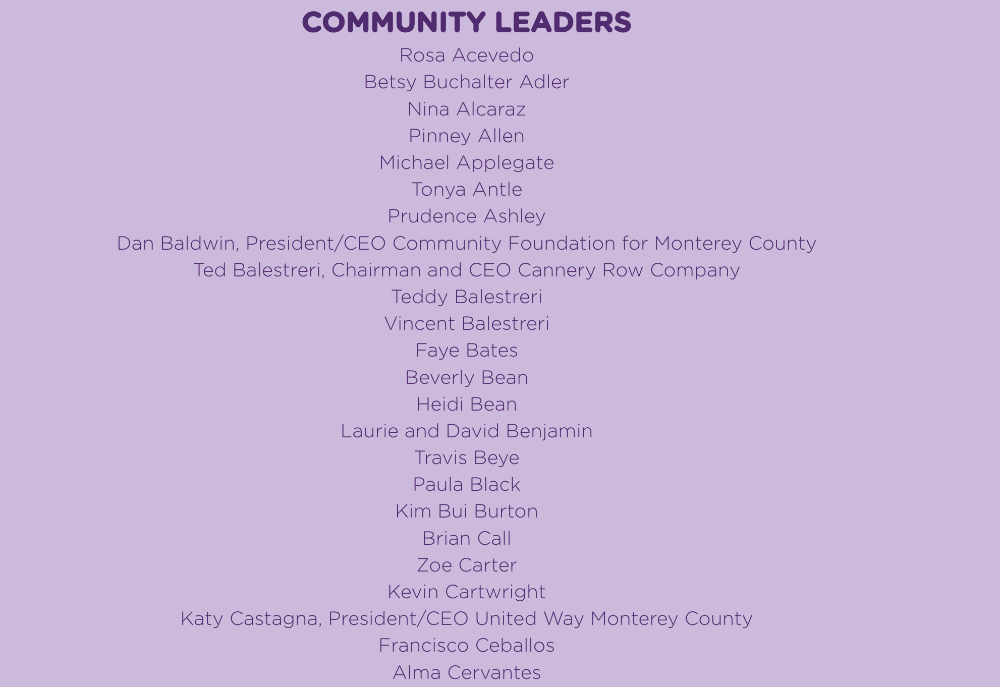 COMMUNITY LEADERS
Rosa Acevedo
Betsy Buchalter Adler
Nina Alcaraz
Pinney Allen
Michael Applegate
Tonya Antle
Prudence Ashley
Dan Baldwin, President/CEO Community Foundation for Monterey County
Ted Balestreri, Chairman and CEO Cannery Row Company
Teddy Balestreri
Vincent Balestreri
Faye Bates
Beverly Bean
Heidi Bean
Laurie and David Benjamin
Travis Beye
Paula Black
Kim Bui Burton
Brian Call
Zoe Carter
Kevin Cartwright
Katy Castagna, President/CEO United Way Monterey County
Francisco Ceballos
Alma Cervantes